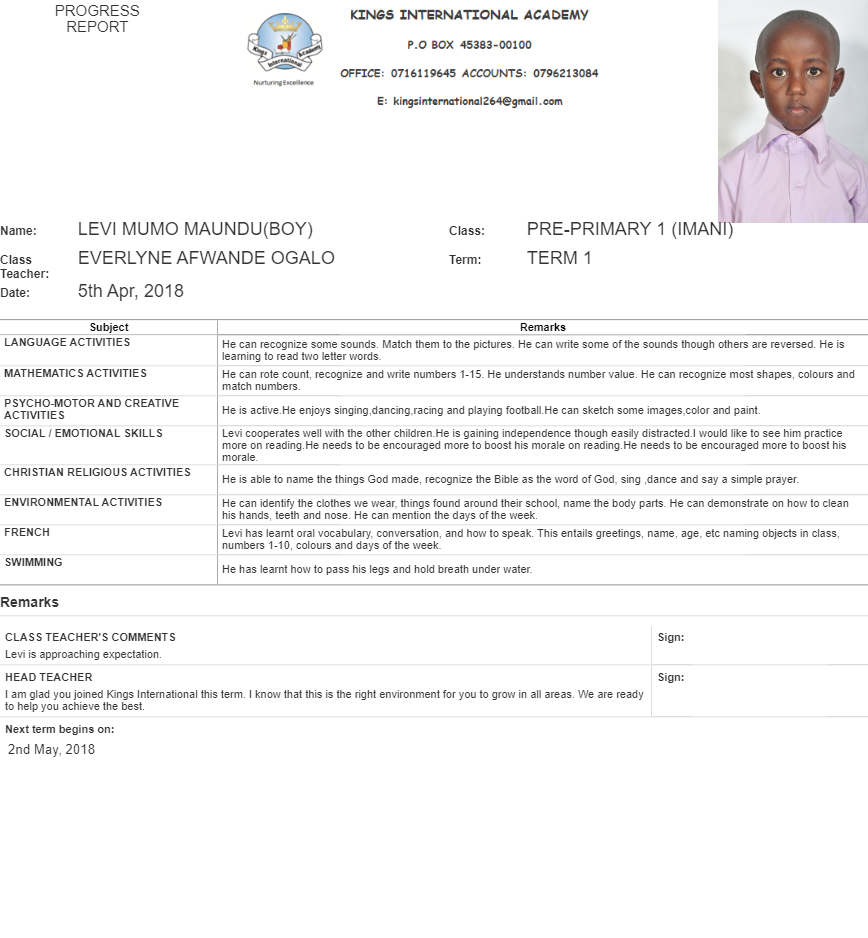 PROGRESS
REPORT
Kings Academy
International
Nurturing Excellence
KINGS INTERNATIONAL ACADEMY
P.O BOX 45383-00100
OFFICE: 0716119645 ACCOUNTS: 0796213084
E: kingsinternational264@gmail.com
Name: LEVI MUMO MAUNDU(BOY) Class: PRE-PRIMARY 1 (IMANI)
Class Teacher: EVERLYNE AFWANDE OGALO Term: TERM 1
Date: 5th Apr, 2018
Subject Remarks
LANGUAGE ACTIVITIES
He can recognize some sounds. Match them to the pictures. He can write some of the sounds though others are reversed. He is
learning to read two letter words.
MATHEMATICS ACTIVITIES
He can rote count, recognize and write numbers 1-15. He understands number value. He can recognize most shapes, colours and
match numbers.
PSYCHO-MOTOR AND CREATIVE
ACTIVITIES
He is active.He enjoys singing,dancing,racing and playing football.He can sketch some images,color and paint.
SOCIAL / EMOTIONAL SKILLS
Levi cooperates well with the other children.He is gaining independence though easily distracted.I would like to see him practice
more on reading.He needs to be encouraged more to boost his morale on reading.He needs to be encouraged more to boost his
morale.
CHRISTIAN RELIGIOUS ACTIVITIES
He is able to name the things God made, recognize the Bible as the word of God, sing ,dance and say a simple prayer.
ENVIRONMENTAL ACTIVITIES
He can identify the clothes we wear, things found around their school, name the body parts. He can demonstrate on how to clean
his hands, teeth and nose. He can mention the days of the week.
FRENCH
Levi has learnt oral vocabulary, conversation, and how to speak. This entails greetings, name, age, etc naming objects in class,
numbers 1-10, colours and days of the week.
SWIMMING
He has learnt how to pass his legs and hold breath under water.
Remarks
CLASS TEACHER'S COMMENTS Sign:
Levi is approaching expectation.
HEAD TEACHER Sign:
I am glad you joined Kings International this term. I know that this is the right environment for you to grow in all areas. We are ready
to help you achieve the best.
Next term begins on:
2nd May, 2018